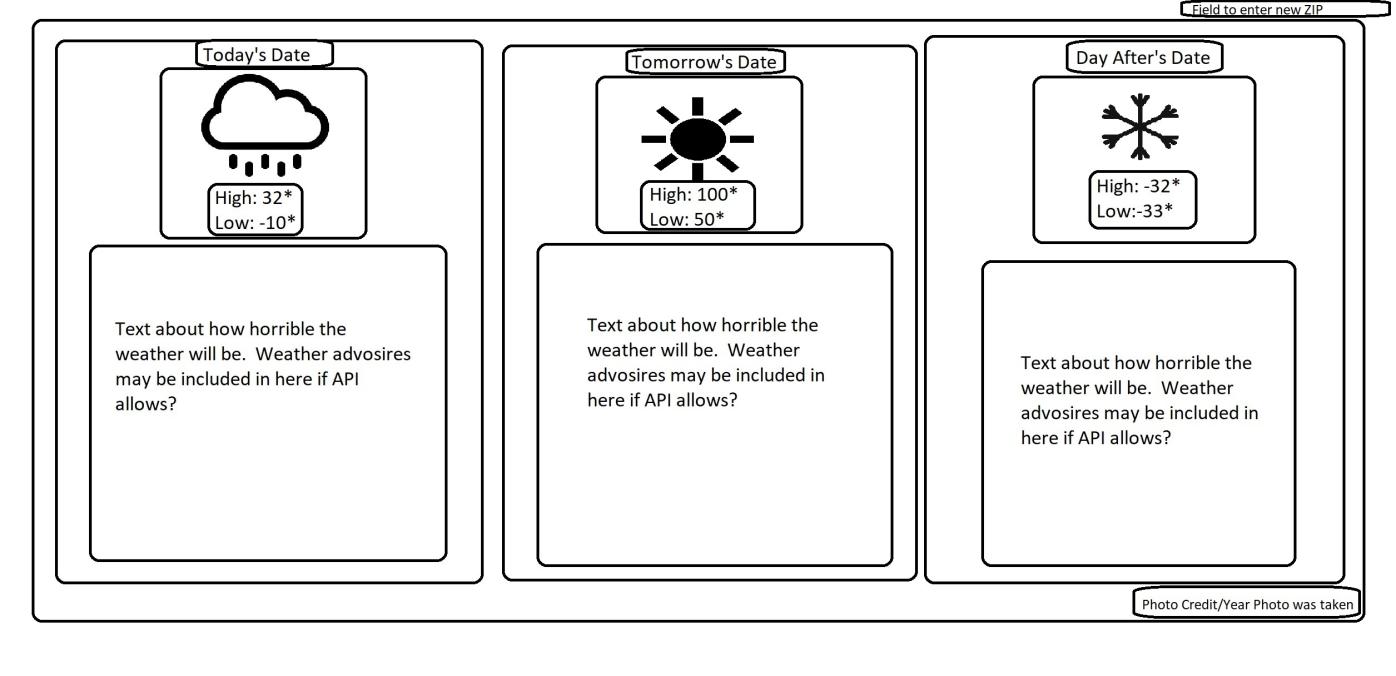 Field to enter new ZIP
Today's Date
High: 32*
Low: -10*
Text about how horrible the
weather will be.  Weather advosires
may be included in here if API
allows?
Tomorrow's Date
High: 100*
Low: 50*
Text about how horrible the
weather will be.  Weather
advosires may be included in
here if API allows?
Day After's Date
High: -32*
Low:-33*
Text about how horrible the
weather will be.  Weather
advosires may be included in
here if API allows?
Photo Credit/Year Photo was taken